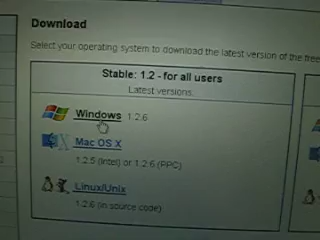 Download
Select your operating system to download the latest version of the free
Stable: 1.2 - for all users
Latest versions:
Windows 1.2.6
Mac OS X
1.2.5 (Intel) or 1.2.6 (PPC)
Linux/Unix
1.2.6 (in source code)